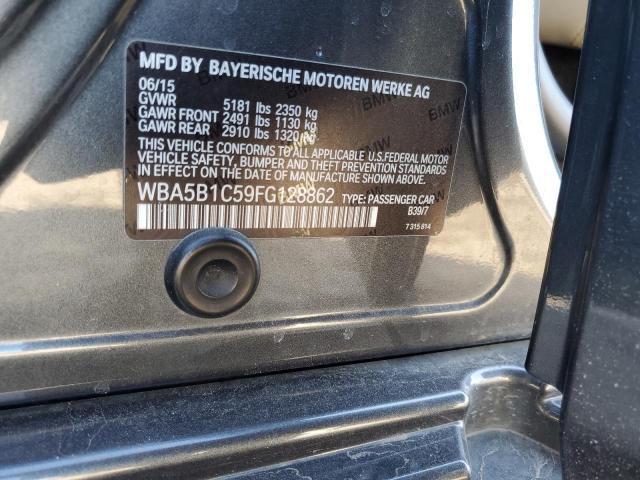 MFD BY BAYERISCHE MOTOREN WERKE AG
06/15
GVWR 5181 lbs 2350 kg
GAWR FRONT 2491 lbs 1130 kg
GAWR REAR 2910 lbs 1320 kg
THIS VEHICLE CONFORMS TO ALL APPLICABLE U.S.FEDERAL MOTOR
VEHICLE SAFETY, BUMPER AND THEFT PREVENTION STANDARDS
IN EFFECT ON THE DATE OF MANUFACTURE SHOWN ABOVE.
WBA5B1C59FG128862 TYPE: PASSENGER CAR
B39/7
7 315 814